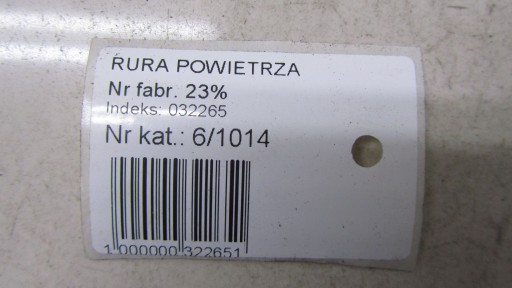 RURA POWIETRZA
Nr fabr. 23%
Indeks: 032265
Nr kat.: 6/1014
1 000000 322651